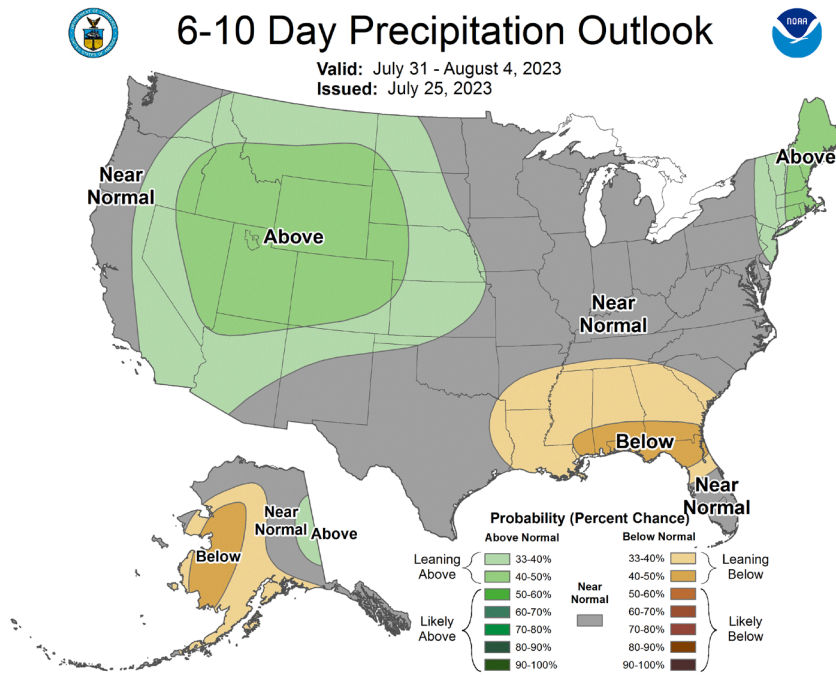 6-10 Day Precipitation Outlook
NOAA
Valid: July 31 - August 4, 2023
Issued: July 25, 2023
Near
Normal
Above
Above
Near
Normal
Below
Near
Normal
Near
Normal
Above
Below
Probability (Percent Chance)
Above Normal
Below Normal
Leaning
Above
33-40%
40-50%
Likely
Above
50-60%
60-70%
70-80%
80-90%
90-100%
Near
Normal
33-40%
40-50%
Leaning
Below
50-60%
60-70%
70-80%
80-90%
90-100%
Likely
Below